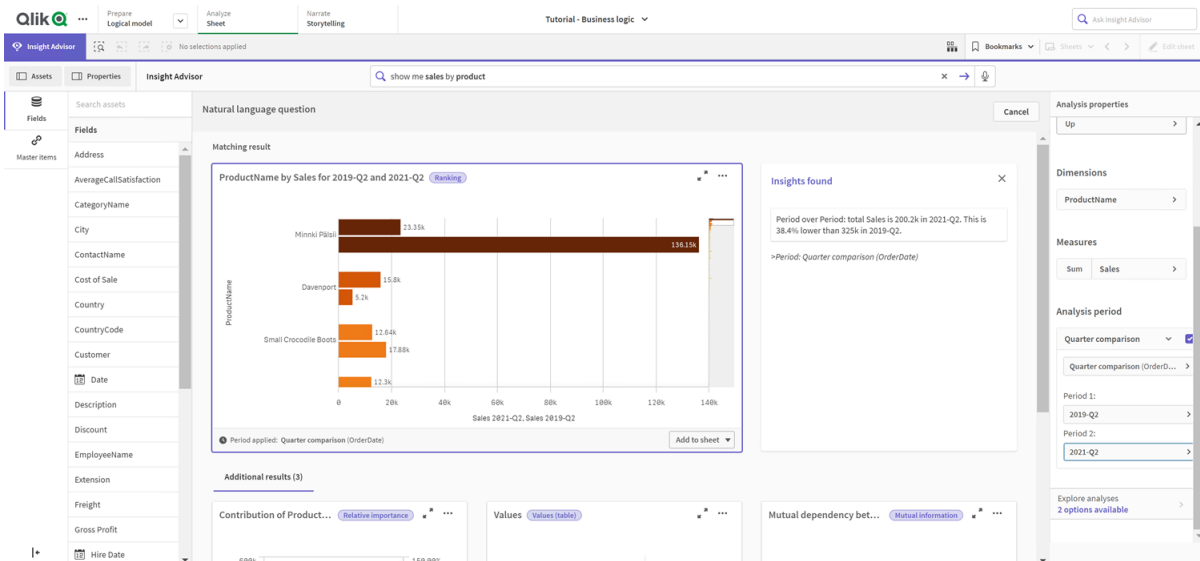 Qlik
Prepare
Logical model
Analyze
Sheet
Narrate
Storytelling
Tutorial - Business logic
Ask Insight Advisor
Insight Advisor
No selections applied
Bookmarks
Sheets
Edit sheet
Assets
Properties
Insight Advisor
show me sales by product
Fields
Master items
Search assets
Fields
Address
AverageCallSatisfaction
CategoryName
City
ContactName
Cost of Sale
Country
CountryCode
Customer
Date
Description
Discount
EmployeeName
Extension
Freight
Gross Profit
Hire Date
Natural language question
Cancel
Matching result
ProductName by Sales for 2019-Q2 and 2021-Q2
Ranking
ProductName
Minnki Pälsii
23.35k
136.15k
Davenport
15.8k
5.2k
Small Crocodile Boots
12.64k
17.88k
12.3k
0
20k
40k
60k
80k
100k
120k
140k
Sales 2021-Q2, Sales 2019-Q2
Period applied: Quarter comparison (OrderDate)
Add to sheet
Insights found
Period over Period: total Sales is 200.2k in 2021-Q2. This is
38.4% lower than 325k in 2019-Q2.
>Period: Quarter comparison (OrderDate)
Additional results (3)
Contribution of Product...
Relative importance
Values
Values (table)
Mutual dependency bet...
Mutual information
Analysis properties
Up
Dimensions
ProductName
Measures
Sum
Sales
Analysis period
Quarter comparison
Quarter comparison (OrderD...
Period 1:
2019-Q2
Period 2:
2021-Q2
Explore analyses
2 options available